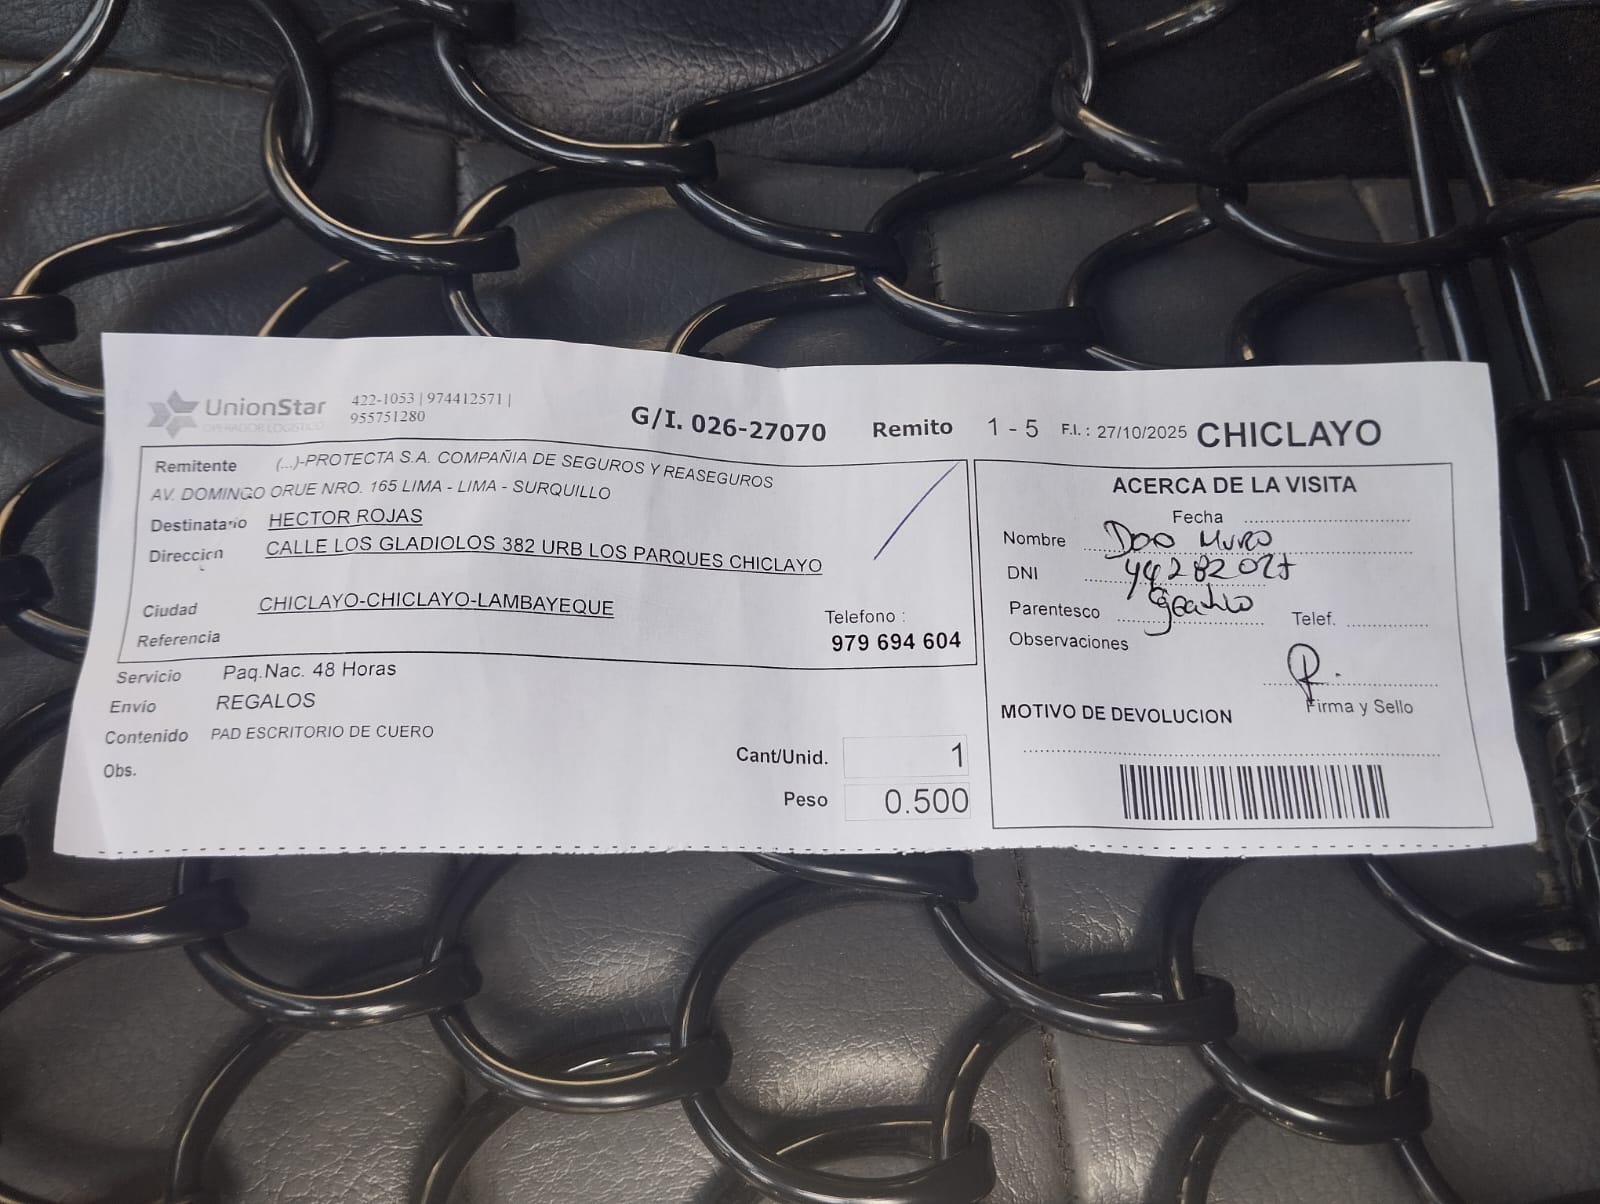 UnionStar
OPERADOR LOGISTICO
422-1053 | 974412571 |
955751280
G/I. 026-27070 Remito 1 - 5 F.I. : 27/10/2025 CHICLAYO
Remitente (...)-PROTECTA S.A. COMPAÑIA DE SEGUROS Y REASEGUROS
AV. DOMINGO ORUE NRO. 165 LIMA - LIMA - SURQUILLO
Destinatario HECTOR ROJAS
Direccion CALLE LOS GLADIOLOS 382 URB LOS PARQUES CHICLAYO
Ciudad CHICLAYO-CHICLAYO-LAMBAYEQUE
Telefono :
Referencia 979 694 604
Servicio Paq.Nac. 48 Horas
Envío REGALOS
Contenido PAD ESCRITORIO DE CUERO
Obs.
Cant/Unid. 1
Peso 0.500
ACERCA DE LA VISITA
Fecha
Nombre Muro
DNI
Parentesco Telef.
Observaciones
Firma y Sello
MOTIVO DE DEVOLUCION